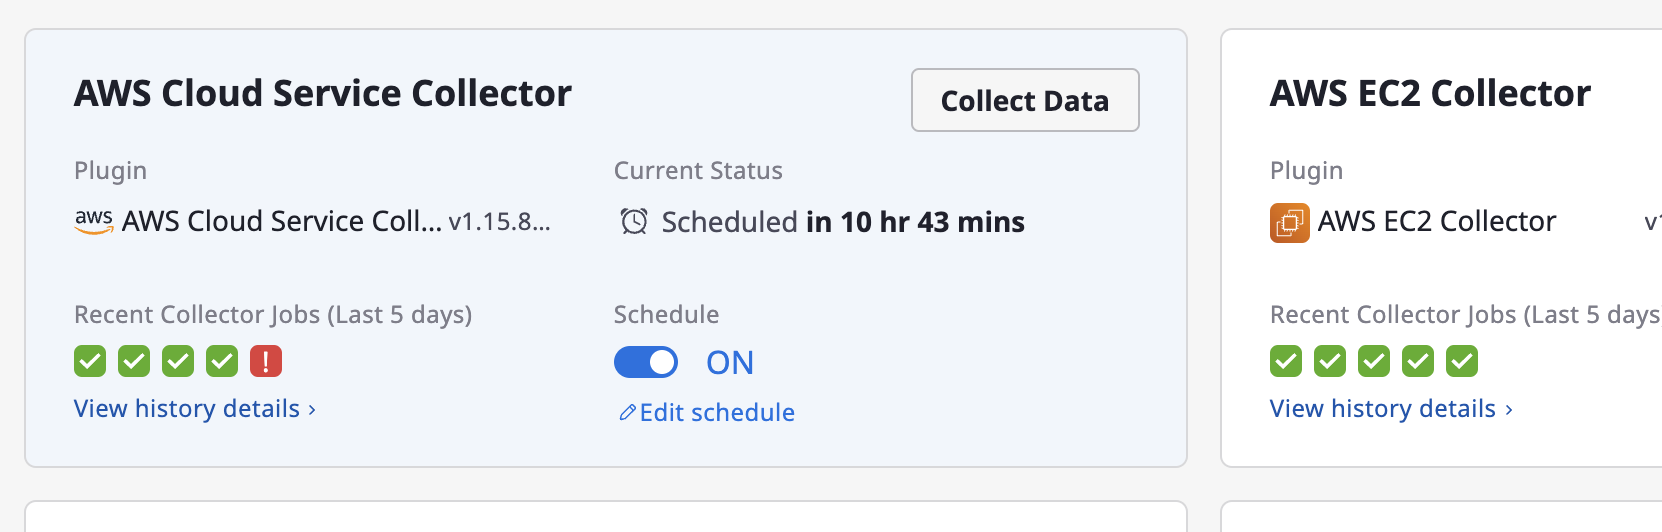 AWS Cloud Service Collector
Collect Data
Plugin
Current Status
aws AWS Cloud Service Coll... v1.15.8...
Scheduled in 10 hr 43 mins
Recent Collector Jobs (Last 5 days)
Schedule
ON
View history details ›
Edit schedule
AWS EC2 Collector
Plugin
AWS EC2 Collector
Recent Collector Jobs (Last 5 days
View history details ›